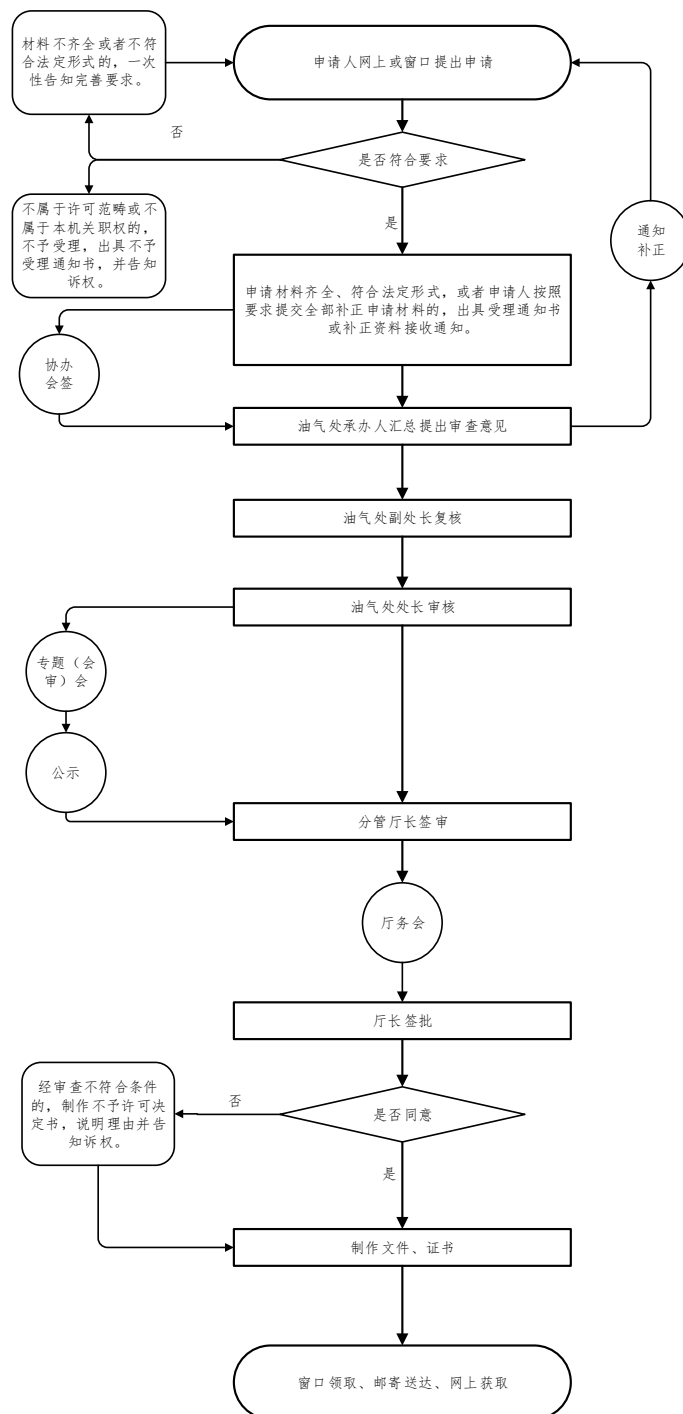 材料不齐全或者不符
合法定形式的，一次
性告知完善要求。
申请人网上或窗口提出申请
否
是否符合要求
不属于许可范畴或不
属于本机关职权的，
不予受理，出具不予
受理通知书，并告知
诉权。
是
通知
补正
申请材料齐全、符合法定形式，或者申请人按照
要求提交全部补正申请材料的，出具受理通知书
或补正资料接收通知。
协办
会签
油气处承办人汇总提出审查意见
油气处副处长复核
油气处处长审核
专题（会
审）会
公示
分管厅长签审
厅务会
厅长签批
经审查不符合条件
的，制作不予许可决
定书，说明理由并告
知诉权。
否
是否同意
是
制作文件、证书
窗口领取、邮寄送达、网上获取